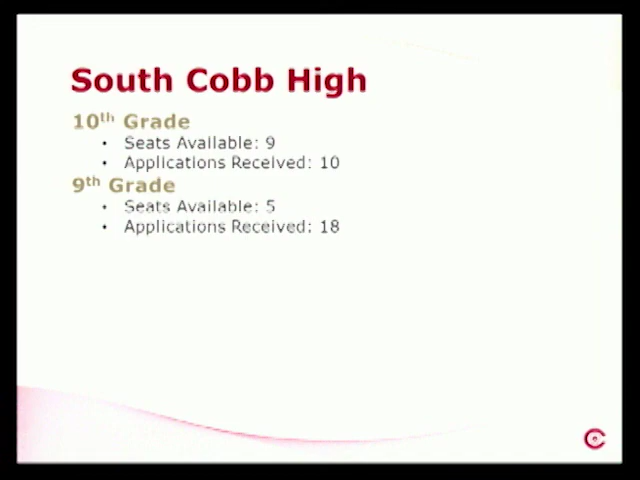 South Cobb High
10th Grade
• Seats Available: 9
• Applications Received: 10
9th Grade
• Seats Available: 5
• Applications Received: 18